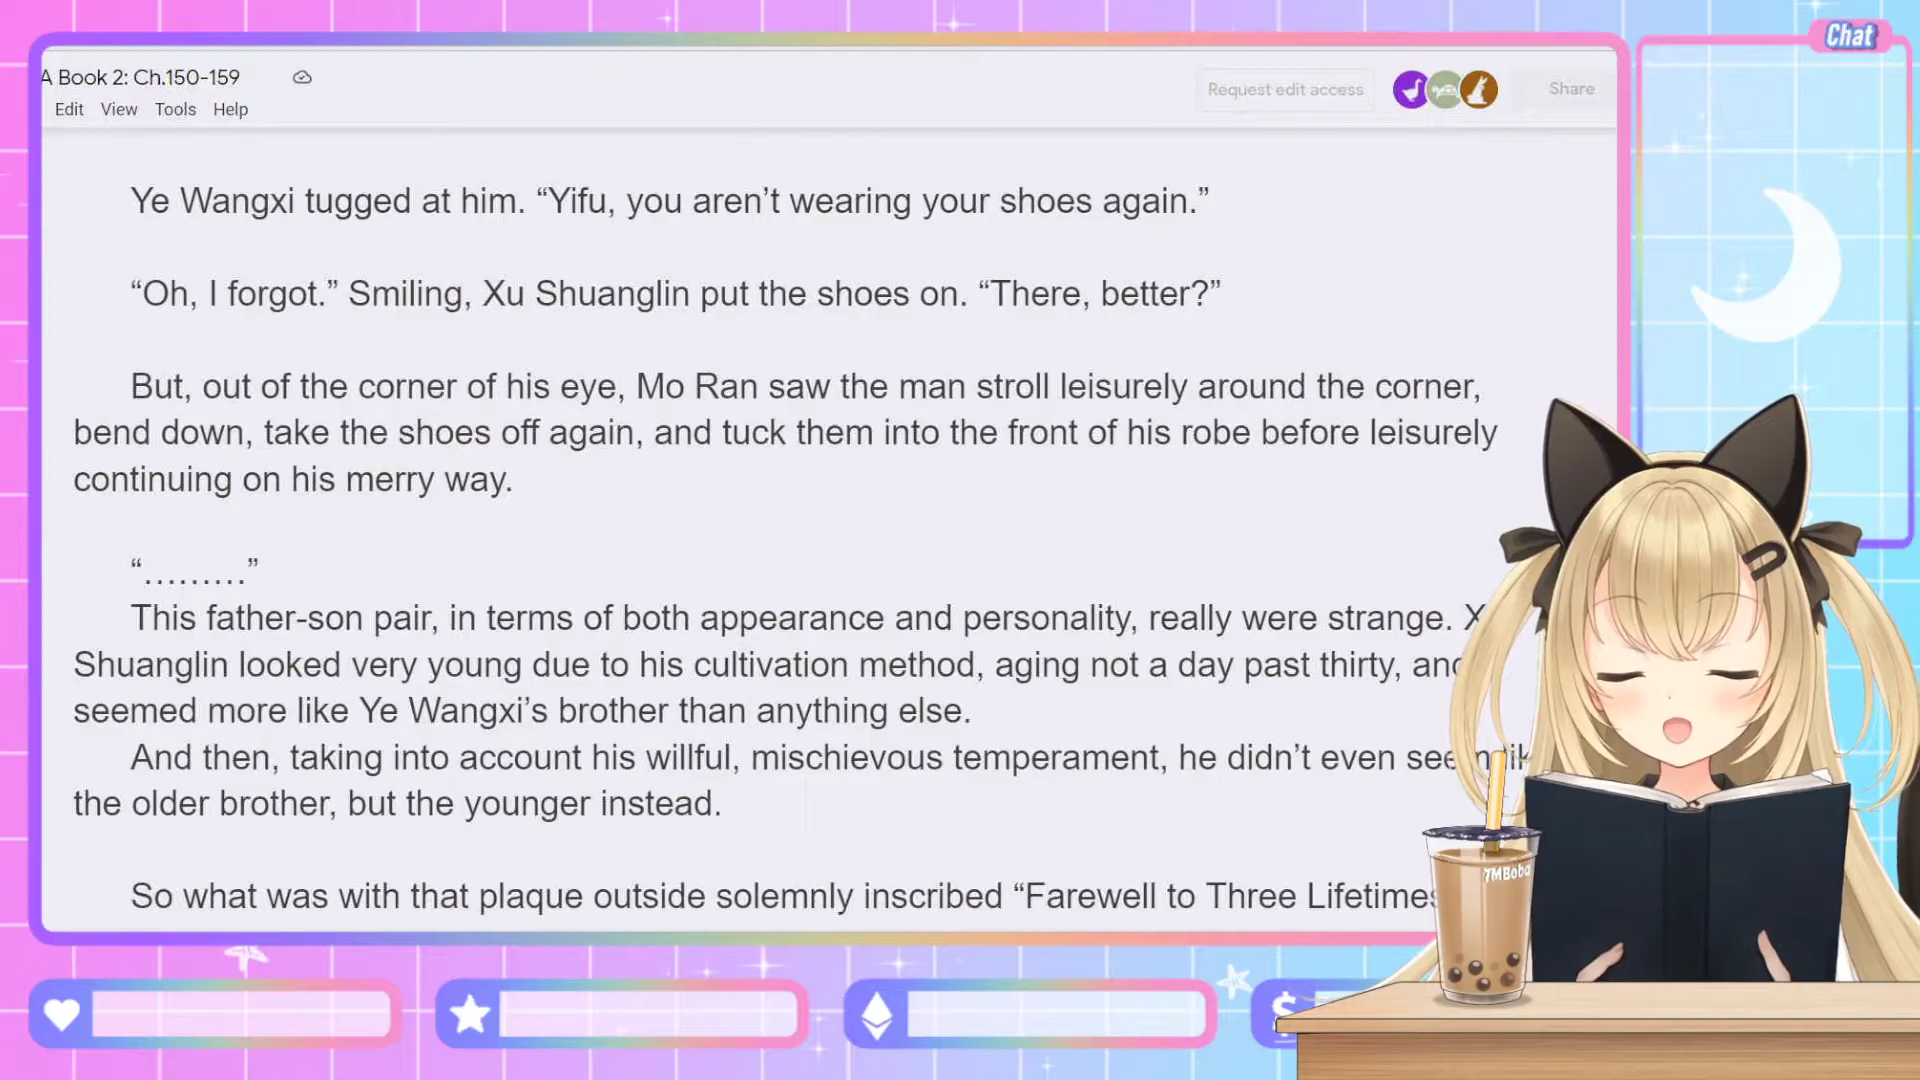 Chat
A Book 2: Ch.150-159
Request edit access
Share
Edit View Tools Help
Ye Wangxi tugged at him. “Yifu, you aren’t wearing your shoes again.”
“Oh, I forgot.” Smiling, Xu Shuanglin put the shoes on. “There, better?”
But, out of the corner of his eye, Mo Ran saw the man stroll leisurely around the corner,
bend down, take the shoes off again, and tuck them into the front of his robe before leisurely
continuing on his merry way.
“………”
This father-son pair, in terms of both appearance and personality, really were strange. X
Shuanglin looked very young due to his cultivation method, aging not a day past thirty, and
seemed more like Ye Wangxi’s brother than anything else.
And then, taking into account his willful, mischievous temperament, he didn’t even
the older brother, but the younger instead.
So what was with that plaque outside solemnly inscribed “Farewell to Three Lifetimes
7MBoba
$